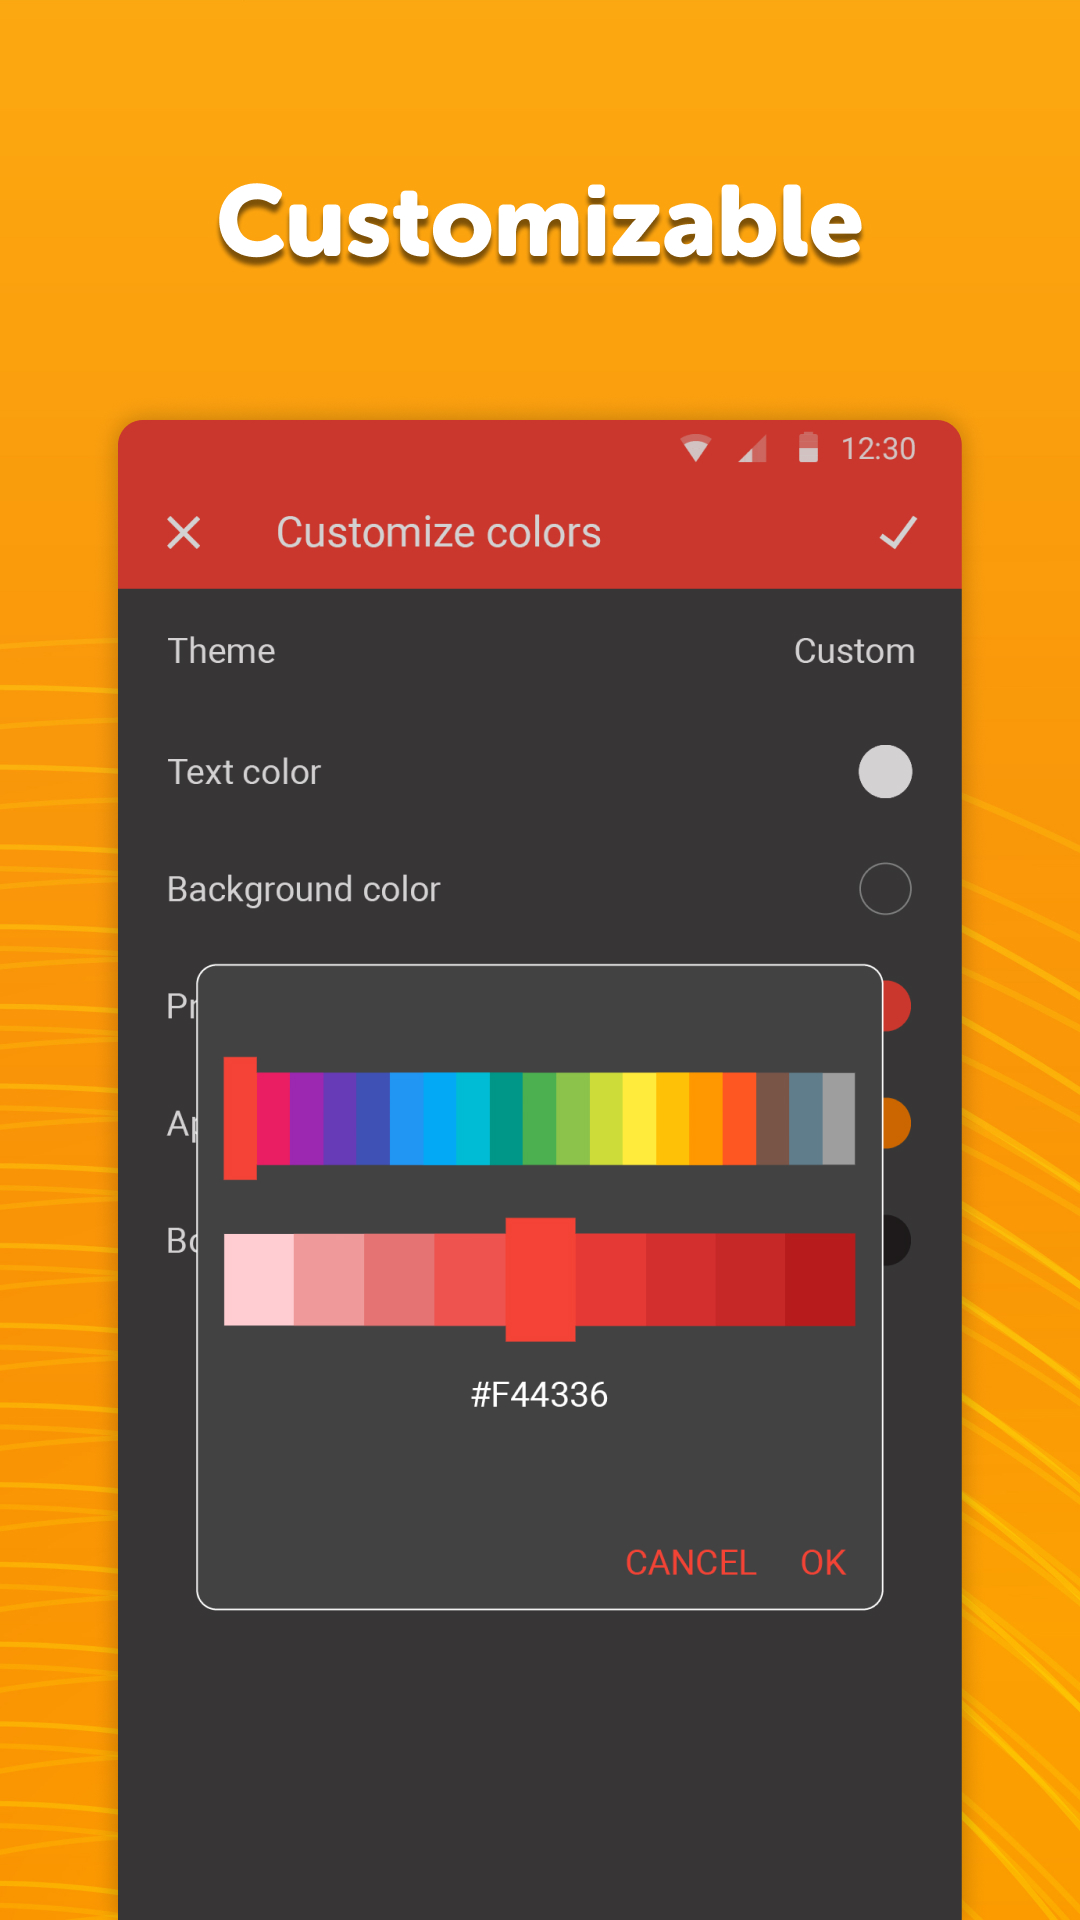 Customizable
12:30
Customize colors
Theme Custom
Text color
Background color
Pr
Ap
Bo
#F44336
CANCEL OK